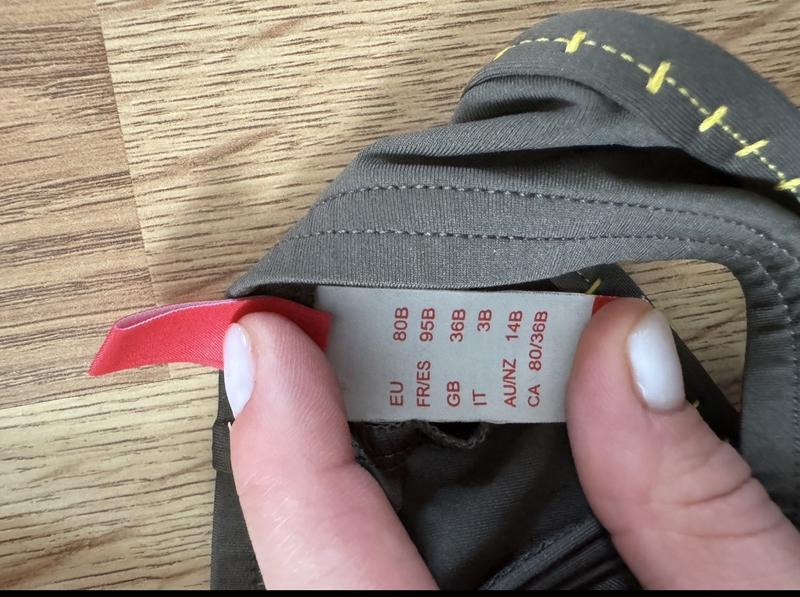 EU 80B
FR/ES 95B
GB 36B
IT 3B
AU/NZ 14B
CA 80/36B